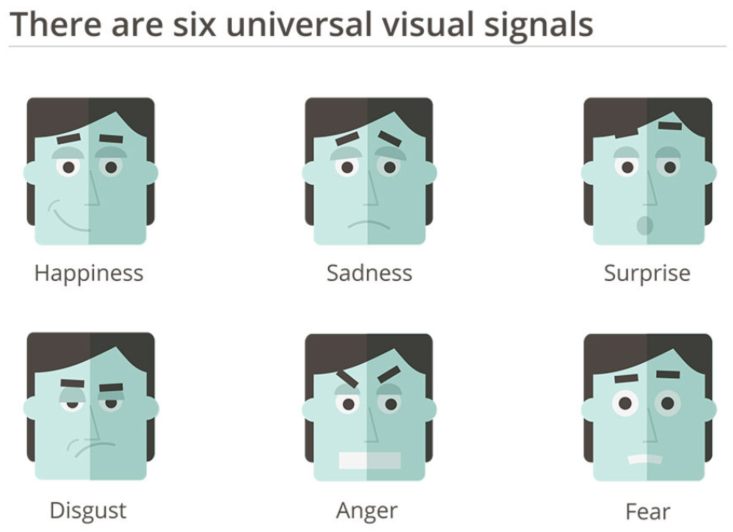 There are six universal visual signals
Happiness
Sadness
Surprise
Disgust
Anger
Fear